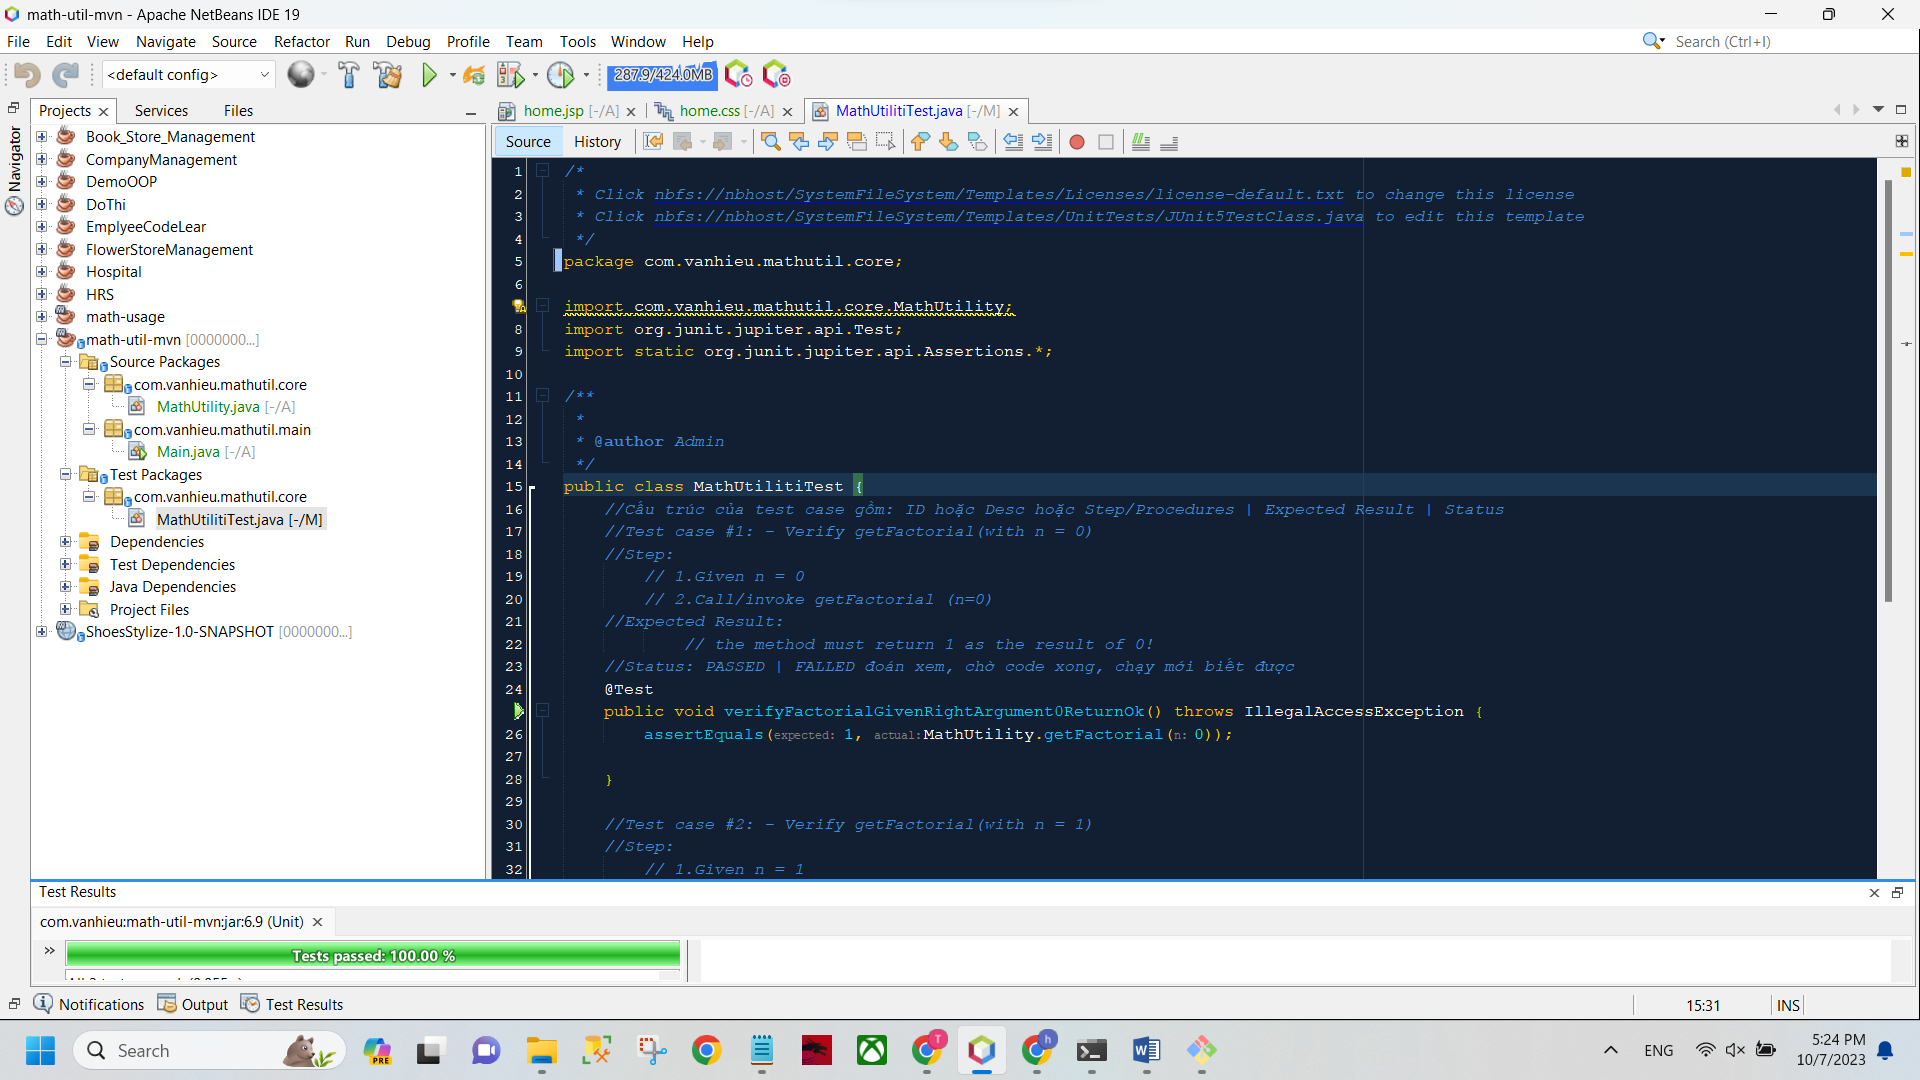 math-util-mvn - Apache NetBeans IDE 19
File Edit View Navigate Source Refactor Run Debug Profile Team Tools Window Help
Search (Ctrl+I)
<default config>
287.9/424.0MB
Projects Services Files
home.jsp [-/A] home.css [-/A] MathUtilitiTest.java [-/M]
Navigator
Source History
Book_Store_Management
CompanyManagement
DemoOOP
DoThi
EmplyeeCodeLear
FlowerStoreManagement
Hospital
HRS
math-usage
math-util-mvn [0000000...]
Source Packages
com.vanhieu.mathutil.core
MathUtility.java [-/A]
com.vanhieu.mathutil.main
Main.java [-/A]
Test Packages
com.vanhieu.mathutil.core
MathUtilitiTest.java [-/M]
Dependencies
Test Dependencies
Java Dependencies
Project Files
ShoesStylize-1.0-SNAPSHOT [0000000...]
1 /*
2 * Click nbfs://nbhost/SystemFileSystem/Templates/Licenses/license-default.txt to change this license
3 * Click nbfs://nbhost/SystemFileSystem/Templates/UnitTests/JUnit5TestClass.java to edit this template
4 */
5 package com.vanhieu.mathutil.core;
6
import com.vanhieu.mathutil.core.MathUtility;
8 import org.junit.jupiter.api.Test;
9 import static org.junit.jupiter.api.Assertions.*;
10
11 /**
12 *
13 * @author Admin
14 */
15 public class MathUtilitiTest {
16 //Cấu trúc của test case gồm: ID hoặc Desc hoặc Step/Procedures | Expected Result | Status
17 //Test case #1: - Verify getFactorial(with n = 0)
18 //Step:
19 // 1.Given n = 0
20 // 2.Call/invoke getFactorial (n=0)
21 //Expected Result:
22 // the method must return 1 as the result of 0!
23 //Status: PASSED | FALLED đoán xem, chờ code xong, chạy mới biết được
24 @Test
public void verifyFactorialGivenRightArgument0ReturnOk() throws IllegalAccessException {
26 assertEquals(expected: 1, actual: MathUtility.getFactorial(n: 0));
27
28 }
29
30 //Test case #2: - Verify getFactorial(with n = 1)
31 //Step:
32 // 1.Given n = 1
Test Results
com.vanhieu:math-util-mvn:jar:6.9 (Unit)
Tests passed: 100.00 %
Notifications Output Test Results
15:31 INS
Search
PRE
T
h
ENG
5:24 PM
10/7/2023